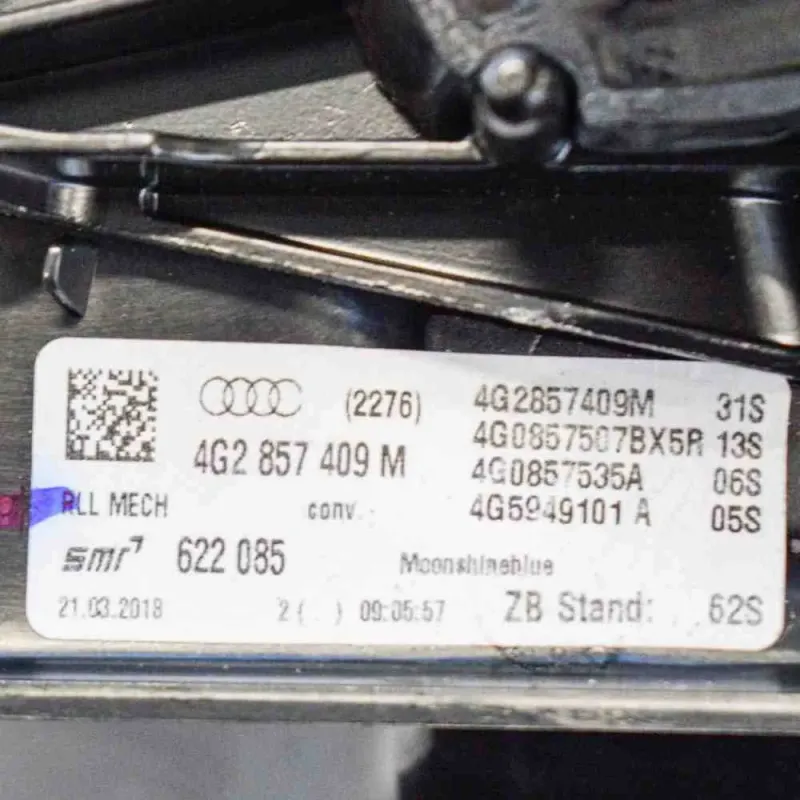 (2276) 4G2857409M 31S
4G0857507BX5R 13S
4G2 857 409 M
4G0857535A 06S
RLL MECH conv. 4G5949101 A 05S
smr 622 085 Moonshineblue
21.03.2018 2 ( ) 09:05:57 ZB Stand: 62S